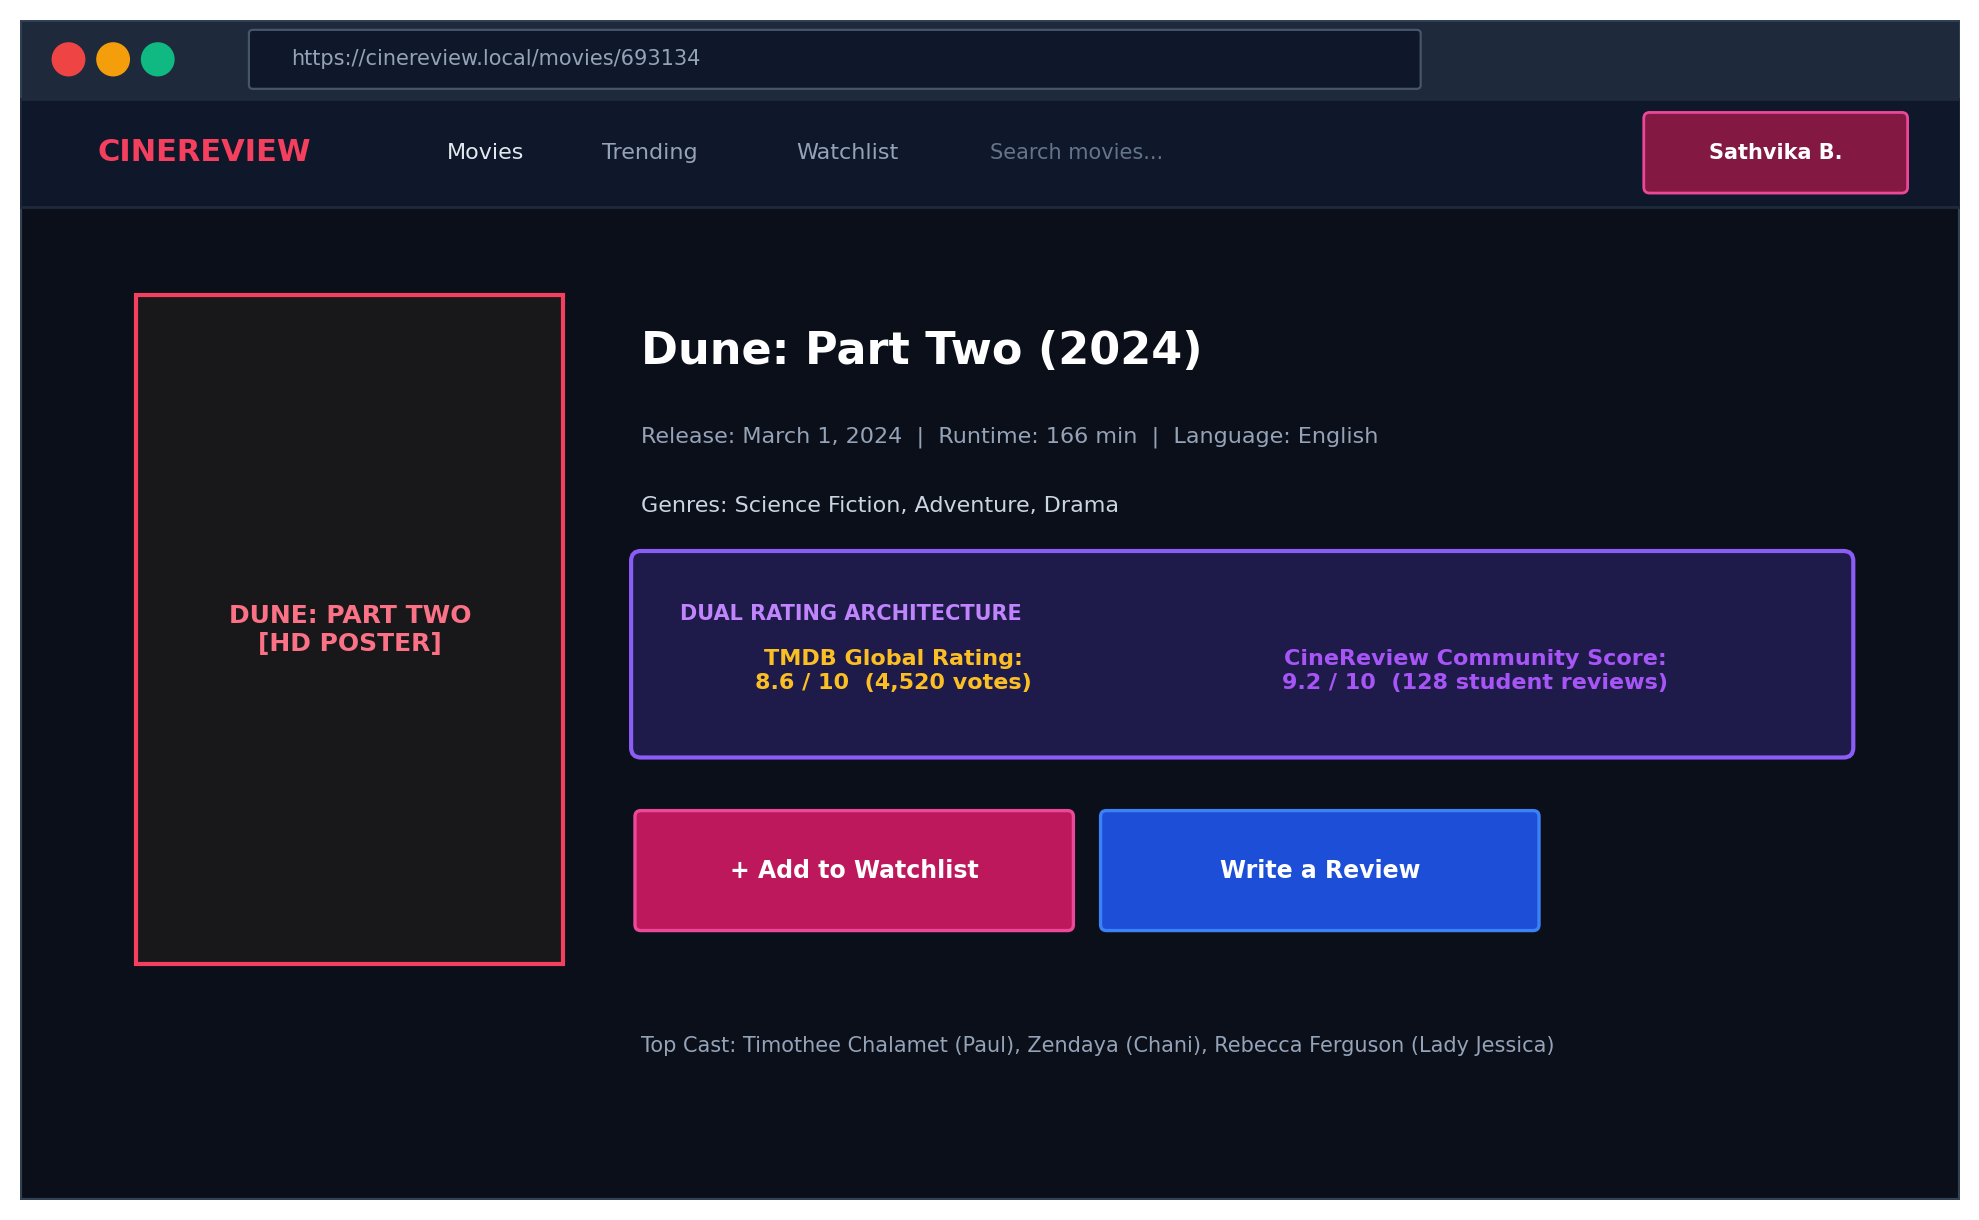 https://cinereview.local/movies/693134
CINEREVIEW Movies Trending Watchlist Search movies... Sathvika B.
DUNE: PART TWO
[HD POSTER]
Dune: Part Two (2024)
Release: March 1, 2024 | Runtime: 166 min | Language: English
Genres: Science Fiction, Adventure, Drama
DUAL RATING ARCHITECTURE
TMDB Global Rating:
8.6 / 10 (4,520 votes)
CineReview Community Score:
9.2 / 10 (128 student reviews)
+ Add to Watchlist
Write a Review
Top Cast: Timothee Chalamet (Paul), Zendaya (Chani), Rebecca Ferguson (Lady Jessica)